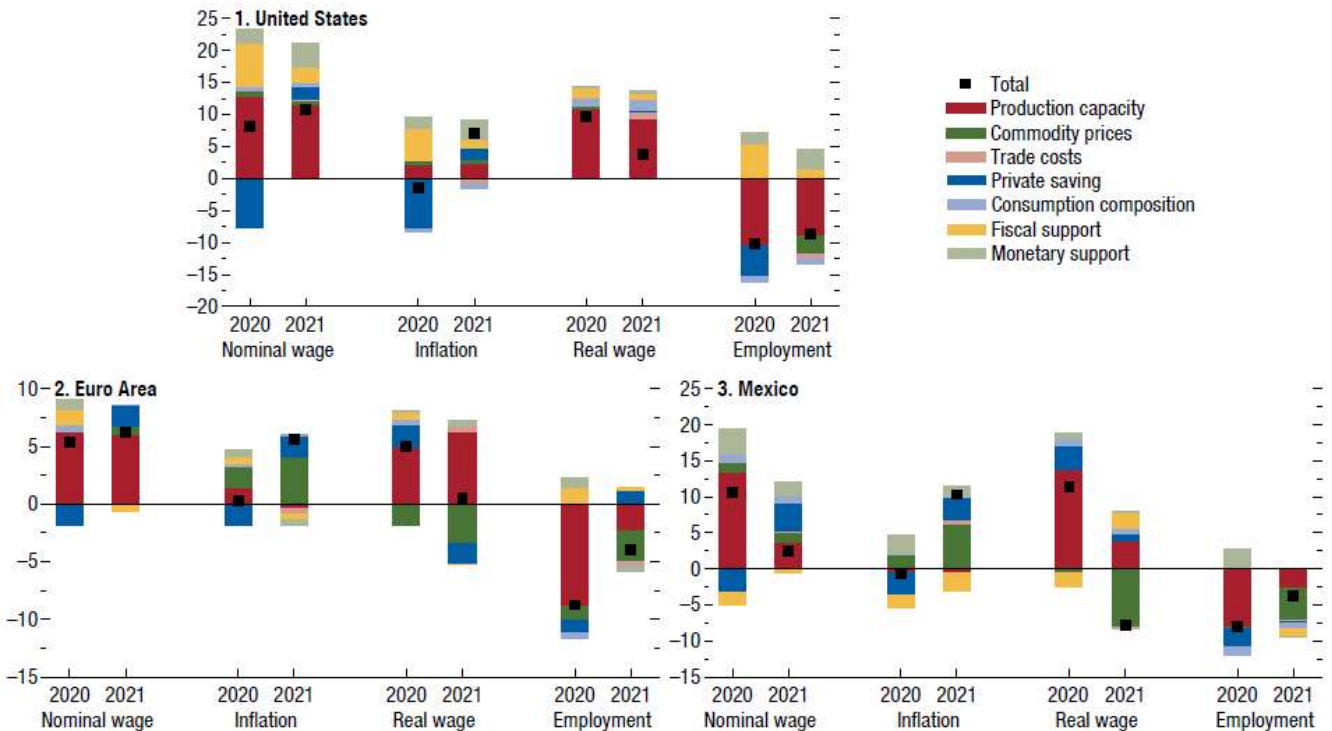 1. United States
25
20
15
10
5
0
−5
−10
−15
−20
2020 2021 2020 2021 2020 2021 2020 2021
Nominal wage Inflation Real wage Employment
Total
Production capacity
Commodity prices
Trade costs
Private saving
Consumption composition
Fiscal support
Monetary support
2. Euro Area
10
5
0
−5
−10
−15
2020 2021 2020 2021 2020 2021 2020 2021
Nominal wage Inflation Real wage Employment
3. Mexico
25
20
15
10
5
0
−5
−10
−15
2020 2021 2020 2021 2020 2021 2020 2021
Nominal wage Inflation Real wage Employment